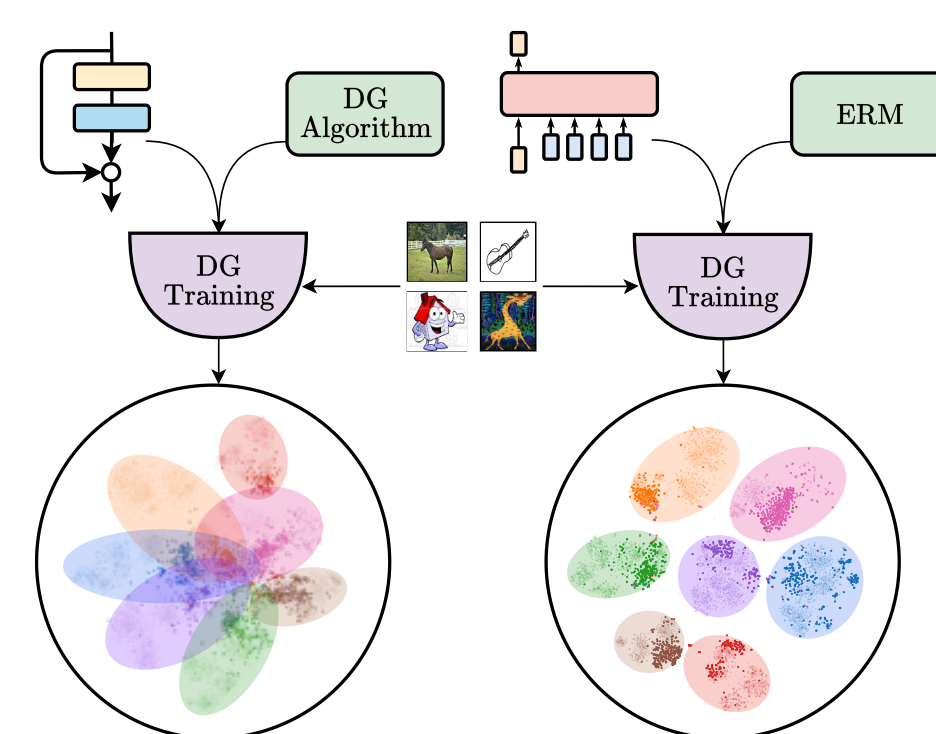 DG
Algorithm
ERM
DG
Training
DG
Training